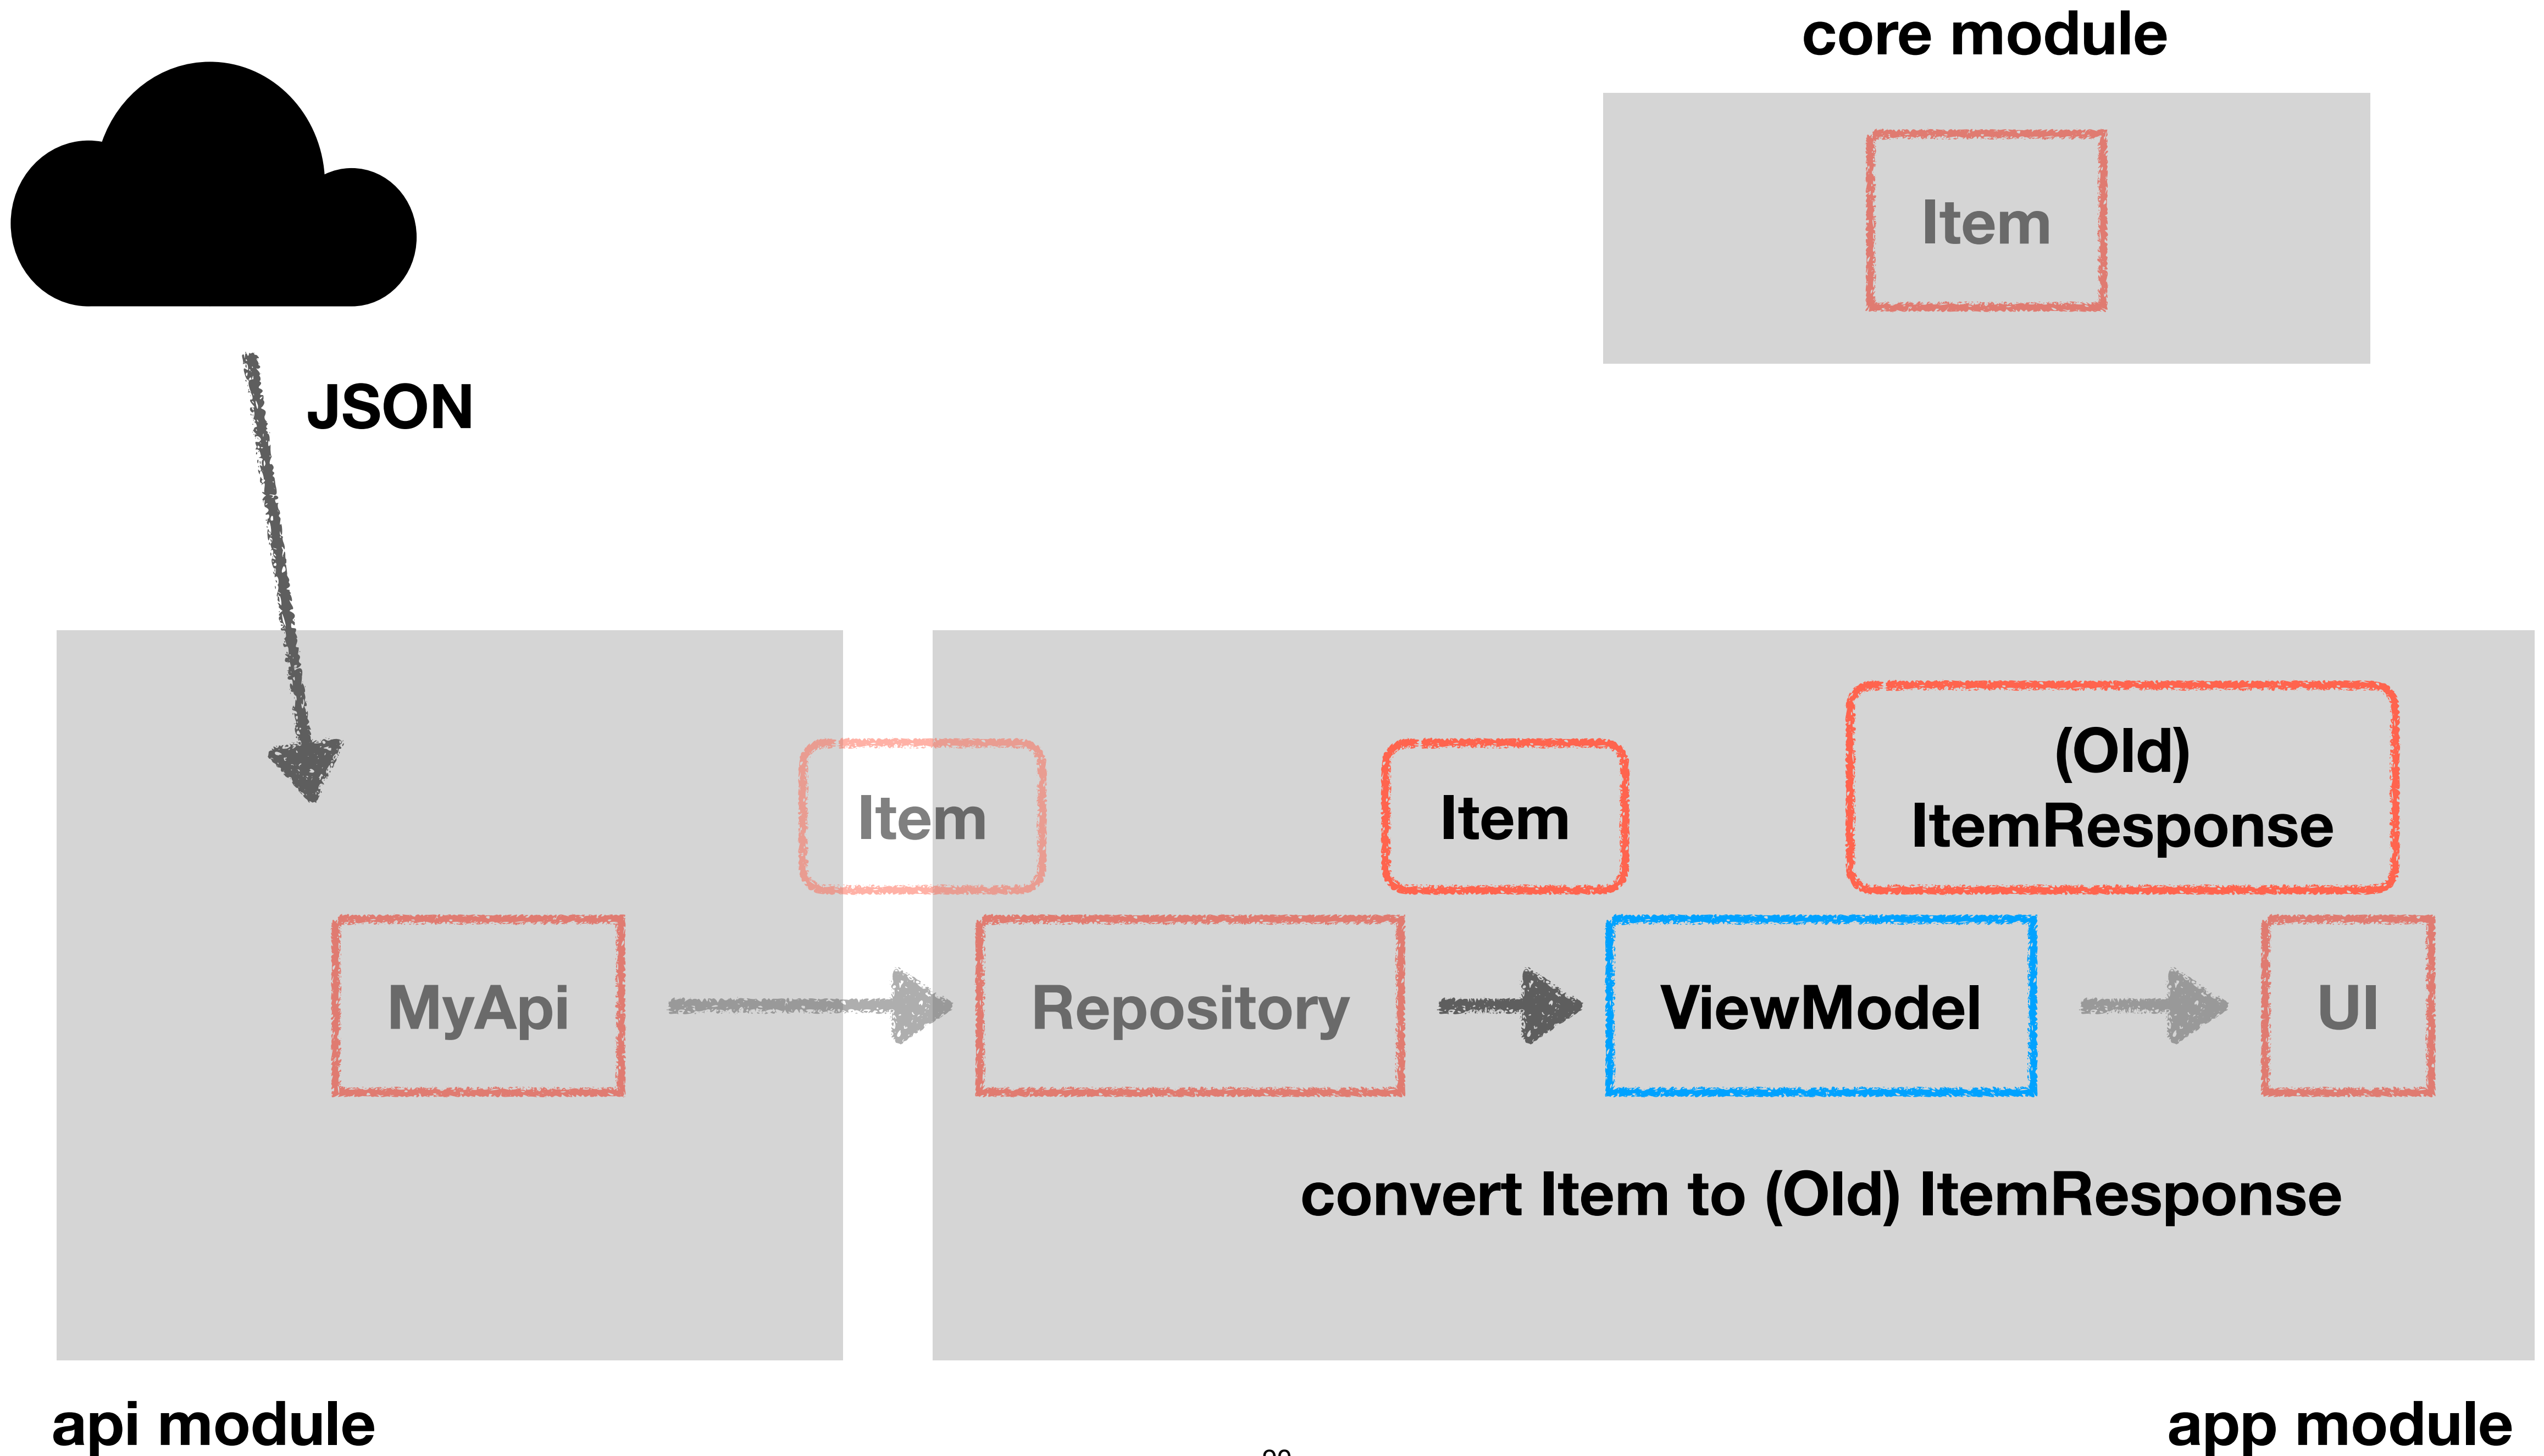 core module
Item
JSON
Item
Item
(Old)
ItemResponse
MyApi
Repository
ViewModel
UI
convert Item to (Old) ItemResponse
api module
app module